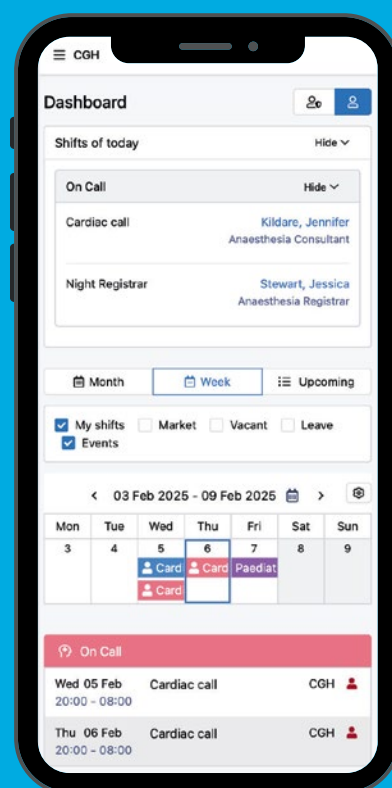 CGH
Dashboard
Shifts of today Hide
On Call Hide
Cardiac call Kildare, Jennifer
Anaesthesia Consultant
Night Registrar Stewart, Jessica
Anaesthesia Registrar
Month Week Upcoming
My shifts Market Vacant Leave
Events
03 Feb 2025 - 09 Feb 2025
Mon Tue Wed Thu Fri Sat Sun
3 4 5 6 7 8 9
Card Card Paediat
Card
On Call
Wed 05 Feb Cardiac call CGH
20:00 - 08:00
Thu 06 Feb Cardiac call CGH
20:00 - 08:00